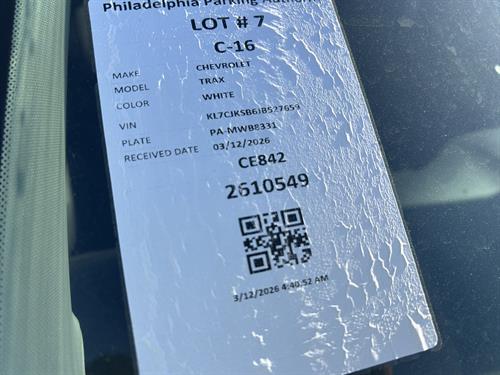 Philadelphia Parking Author
LOT # 7
C-16
MAKE CHEVROLET
MODEL TRAX
COLOR WHITE
VIN KL7CJKSB6JB527659
PLATE PA-MWB8331
RECEIVED DATE 03/12/2026
CE842
2610549
3/12/2026 4:40:52 AM